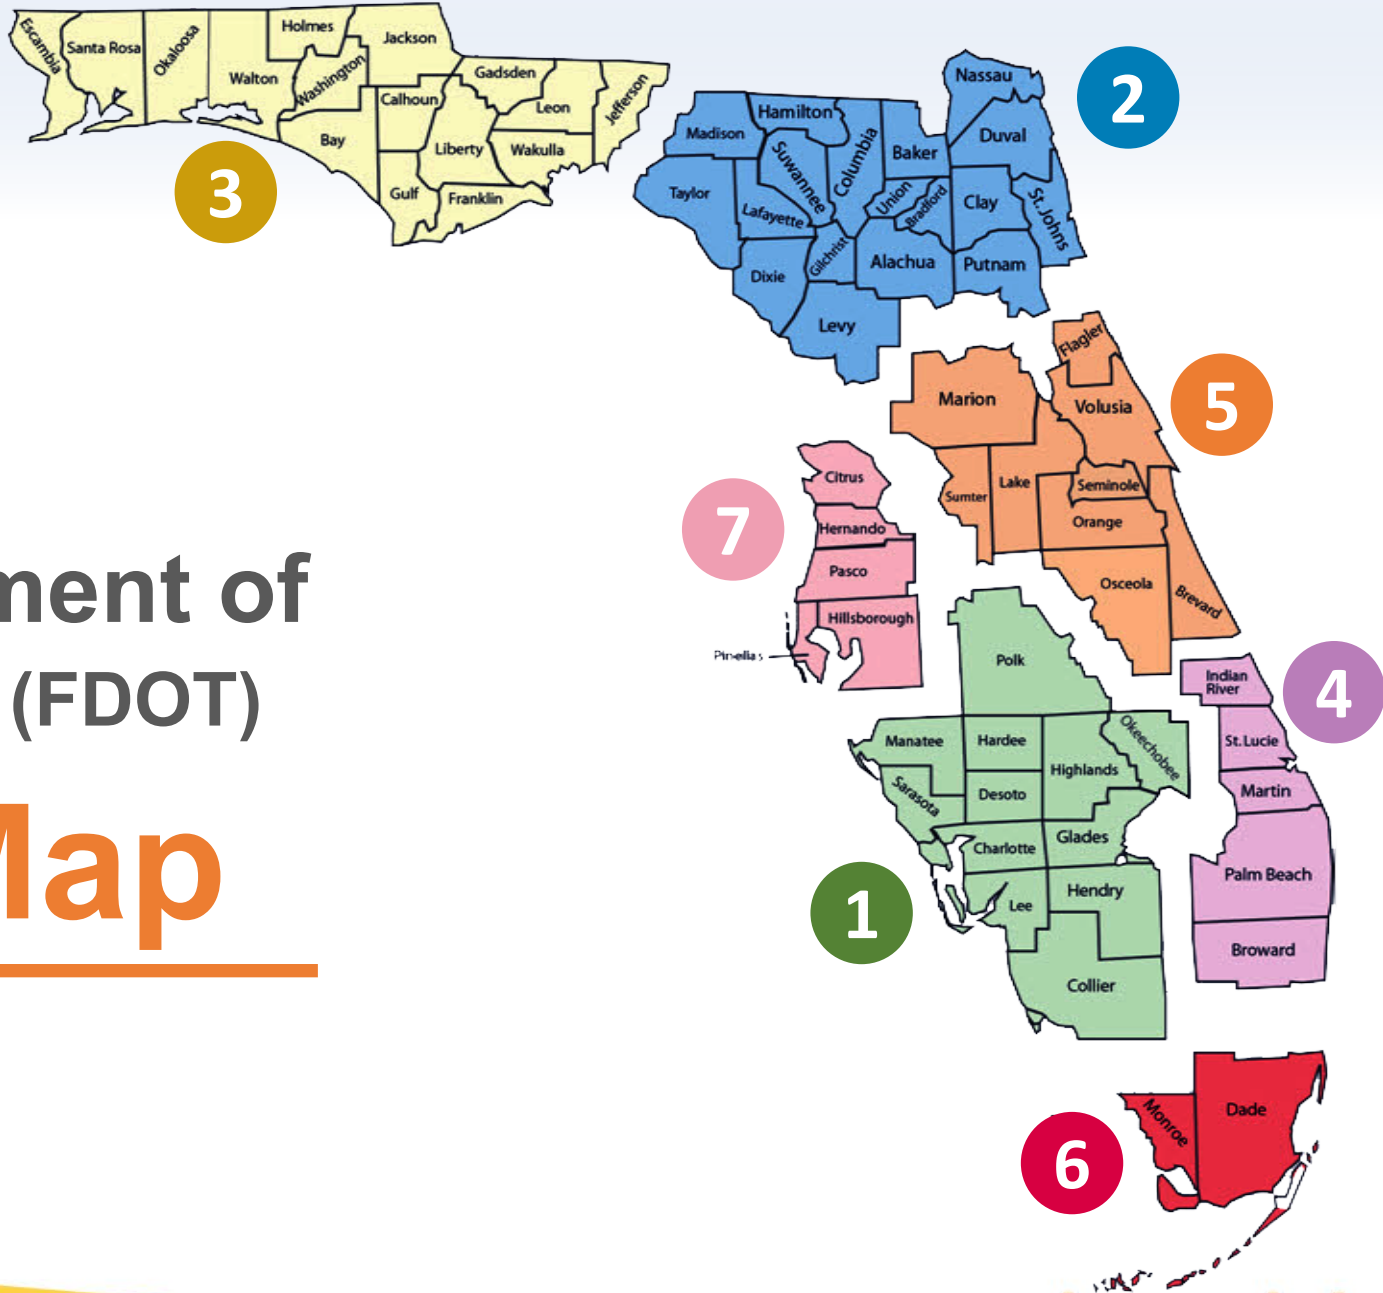 Escambia
Santa Rosa
Okaloosa
Walton
Holmes
Washington
Jackson
Bay
Calhoun
Gulf
Liberty
Franklin
Gadsden
Leon
Wakulla
Jefferson
3
Madison
Taylor
Hamilton
Suwannee
Lafayette
Columbia
Dixie
Gilchrist
Levy
Baker
Union
Bradford
Alachua
Nassau
Duval
Clay
St. Johns
Putnam
2
Marion
Flagler
Volusia
Sumter
Lake
Seminole
Orange
Osceola
Brevard
5
Citrus
Hernando
Pasco
Hillsborough
Pinellas
7
ment of
(FDOT)
Map
Polk
Manatee
Hardee
Highlands
Okeechobee
Sarasota
Desoto
Charlotte
Glades
Lee
Hendry
Collier
1
Indian
River
St. Lucie
Martin
Palm Beach
Broward
4
Monroe
Dade
6